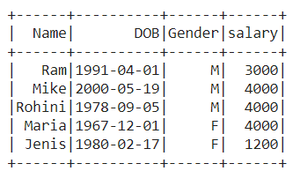 +------+----------+------+------+
|  Name|       DOB|Gender|salary|
+------+----------+------+------+
|   Ram|1991-04-01|     M|  3000|
|  Mike|2000-05-19|     M|  4000|
|Rohini|1978-09-05|     M|  4000|
| Maria|1967-12-01|     F|  4000|
| Jenis|1980-02-17|     F|  1200|
+------+----------+------+------+